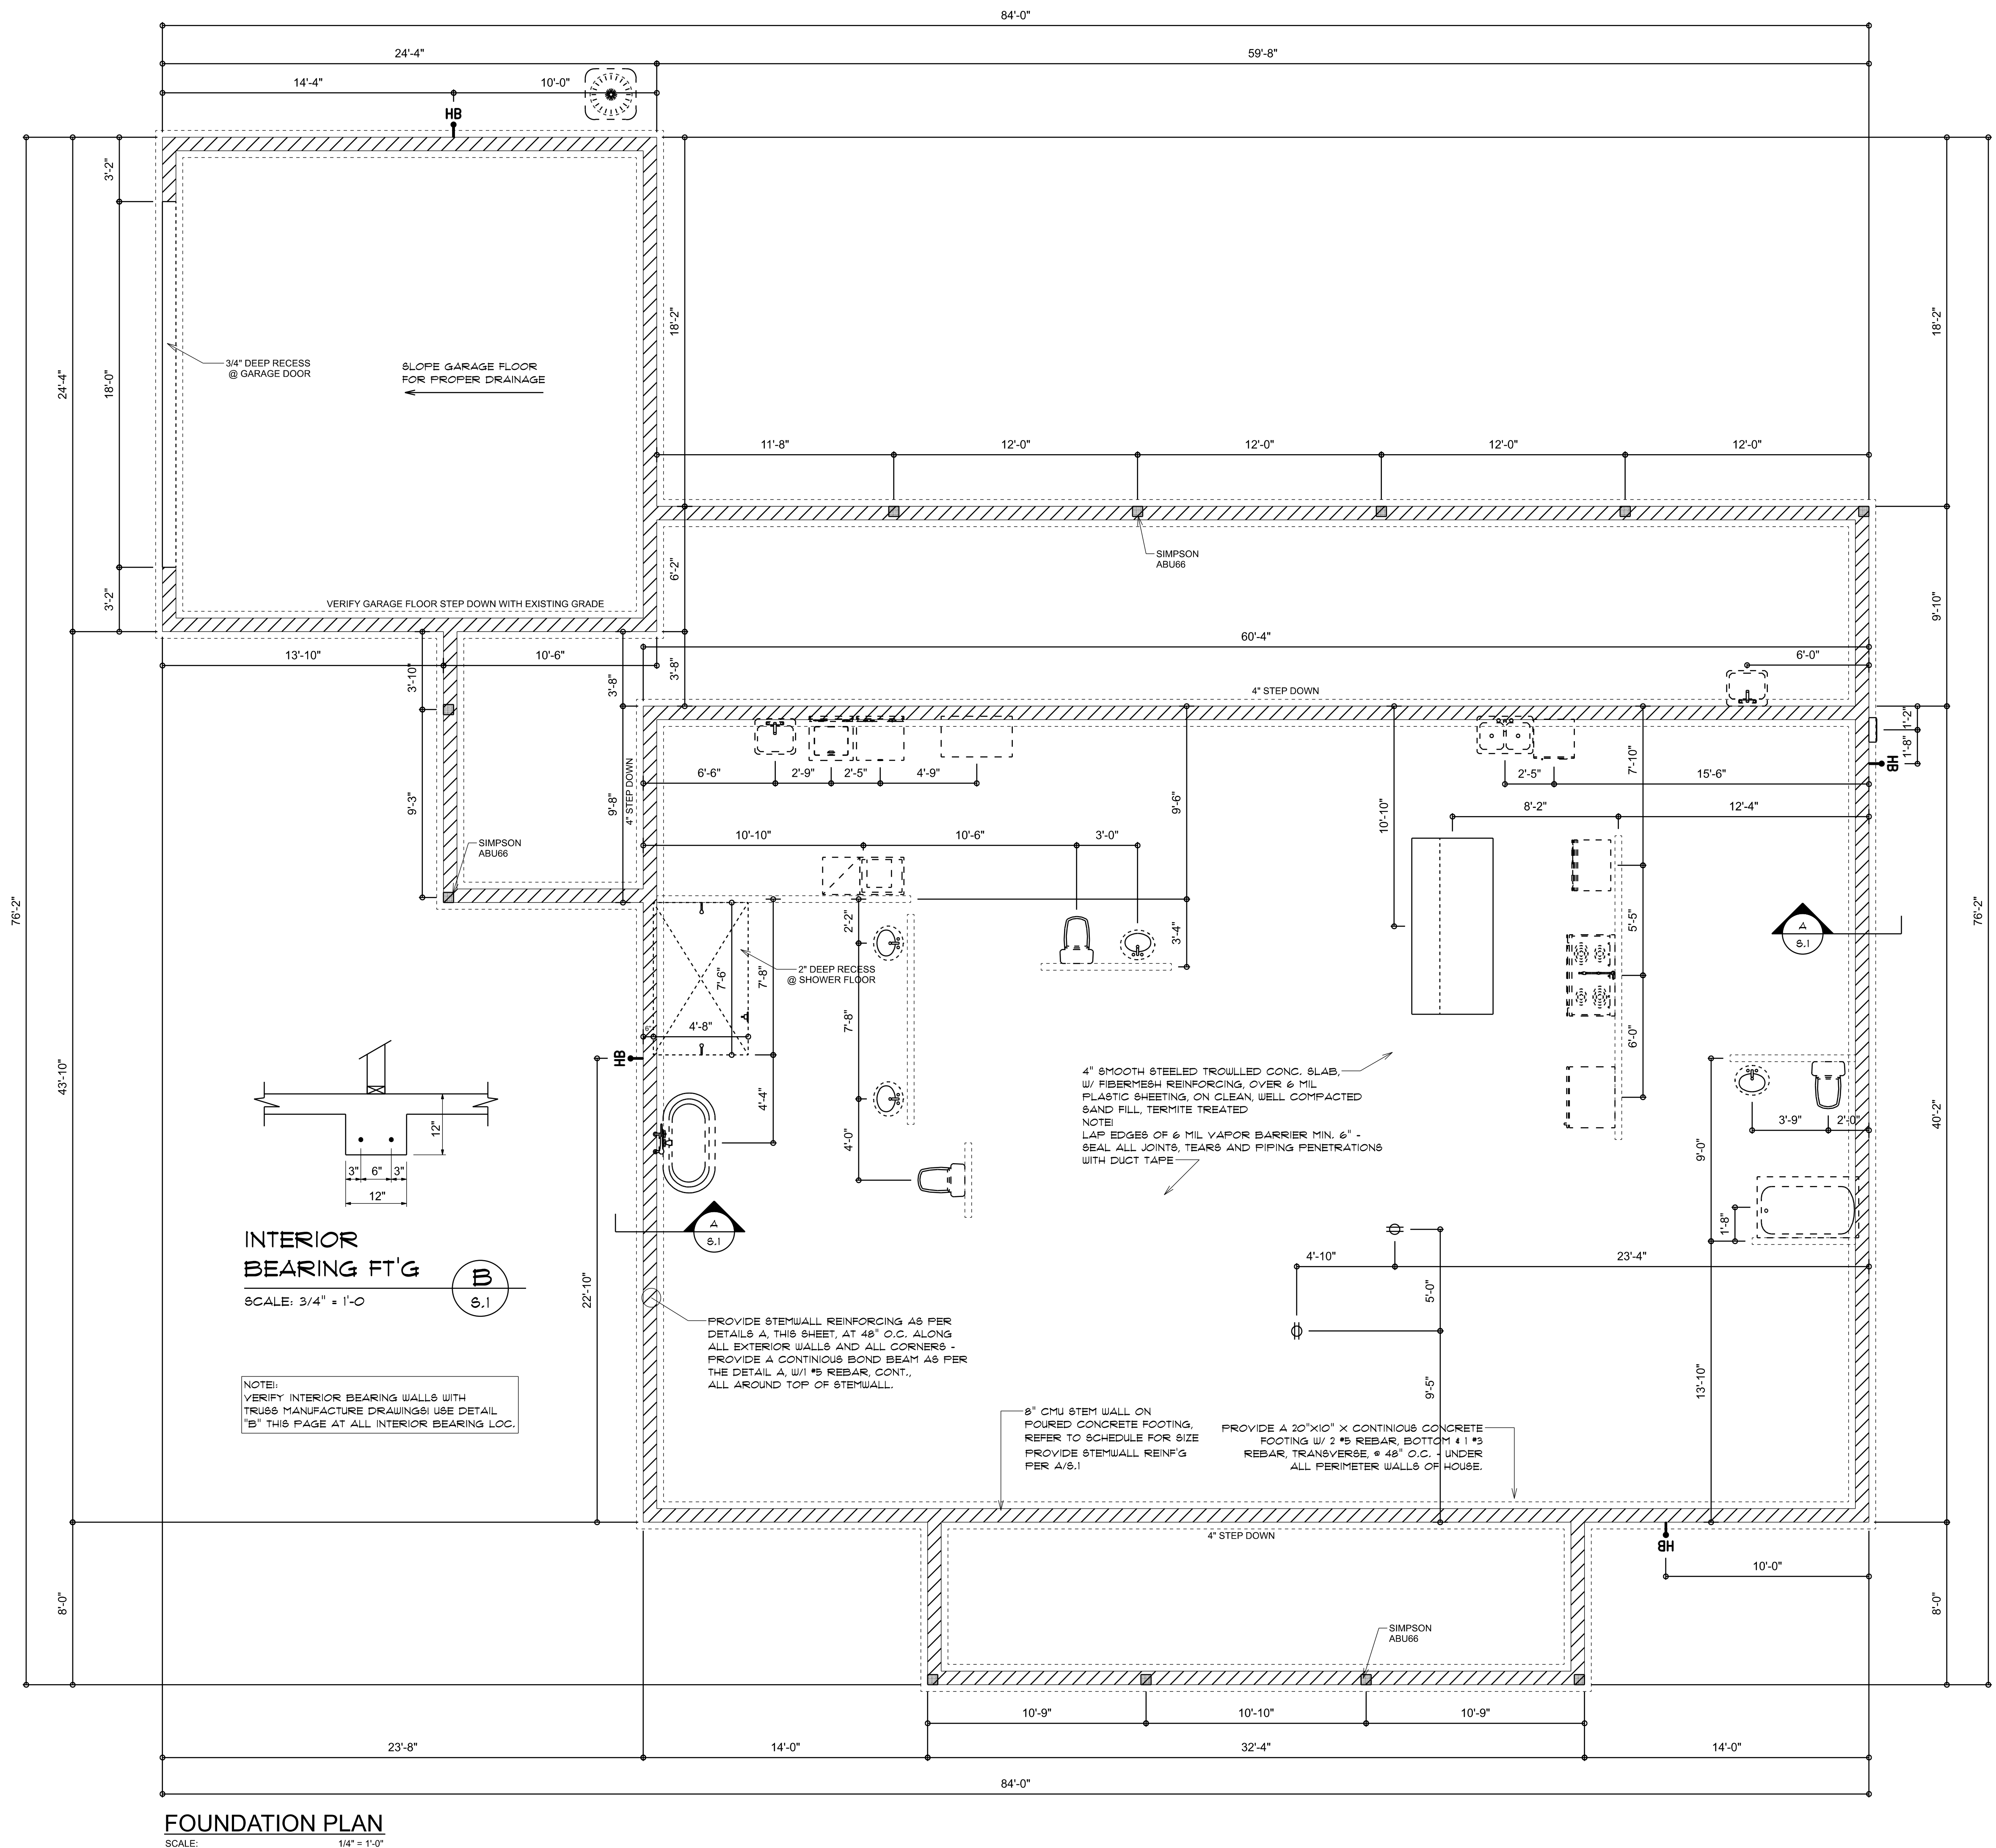 84'-0"
24'-4"
59'-8"
14'-4"
10'-0"
HB
3'-2"
18'-0"
3'-2"
24'-4"
76'-2"
43'-10"
8'-0"
3/4" DEEP RECESS
@ GARAGE DOOR
SLOPE GARAGE FLOOR
FOR PROPER DRAINAGE
VERIFY GARAGE FLOOR STEP DOWN WITH EXISTING GRADE
18'-2"
6'-2"
3'-8"
18'-2"
9'-10"
76'-2"
40'-2"
8'-0"
11'-8"
12'-0"
12'-0"
12'-0"
12'-0"
SIMPSON
ABU66
60'-4"
6'-0"
4" STEP DOWN
13'-10"
10'-6"
3'-10"
9'-3"
3'-8"
9'-8"
4" STEP DOWN
SIMPSON
ABU66
1'-2"
1'-8"
HB
6'-6"
2'-9"
2'-5"
4'-9"
2'-5"
15'-6"
7'-10"
9'-6"
10'-10"
8'-2"
12'-4"
10'-10"
10'-6"
3'-0"
2'-2"
3'-4"
5'-5"
A
S.1
2" DEEP RECESS
@ SHOWER FLOOR
7'-6"
7'-8"
6"
4'-8"
7'-8"
6'-0"
HB
4'-4"
4'-0"
4" SMOOTH STEELED TROWLLED CONC. SLAB,
W/ FIBERMESH REINFORCING, OVER 6 MIL
PLASTIC SHEETING, ON CLEAN, WELL COMPACTED
SAND FILL, TERMITE TREATED
NOTE:
LAP EDGES OF 6 MIL VAPOR BARRIER MIN. 6" -
SEAL ALL JOINTS, TEARS AND PIPING PENETRATIONS
WITH DUCT TAPE
3'-9"
2'-0"
9'-0"
1'-8"
A
S.1
12"
3"
6"
3"
12"
INTERIOR
BEARING FT'G
B
S.1
SCALE: 3/4" = 1'-0
22'-10"
4'-10"
23'-4"
5'-0"
9'-5"
13'-10"
PROVIDE STEMWALL REINFORCING AS PER
DETAILS A, THIS SHEET, AT 48" O.C. ALONG
ALL EXTERIOR WALLS AND ALL CORNERS -
PROVIDE A CONTINIOUS BOND BEAM AS PER
THE DETAIL A, W/1 #5 REBAR, CONT.,
ALL AROUND TOP OF STEMWALL.
NOTE!:
VERIFY INTERIOR BEARING WALLS WITH
TRUSS MANUFACTURE DRAWINGS! USE DETAIL
"B" THIS PAGE AT ALL INTERIOR BEARING LOC.
8" CMU STEM WALL ON
POURED CONCRETE FOOTING,
REFER TO SCHEDULE FOR SIZE
PROVIDE STEMWALL REINF'G
PER A/S.1
PROVIDE A 20"X10" X CONTINIOUS CONCRETE
FOOTING W/ 2 #5 REBAR, BOTTOM & 1 #3
REBAR, TRANSVERSE, @ 48" O.C. - UNDER
ALL PERIMETER WALLS OF HOUSE.
4" STEP DOWN
HB
10'-0"
SIMPSON
ABU66
10'-9"
10'-10"
10'-9"
23'-8"
14'-0"
32'-4"
14'-0"
84'-0"
FOUNDATION PLAN
SCALE: 1/4" = 1'-0"